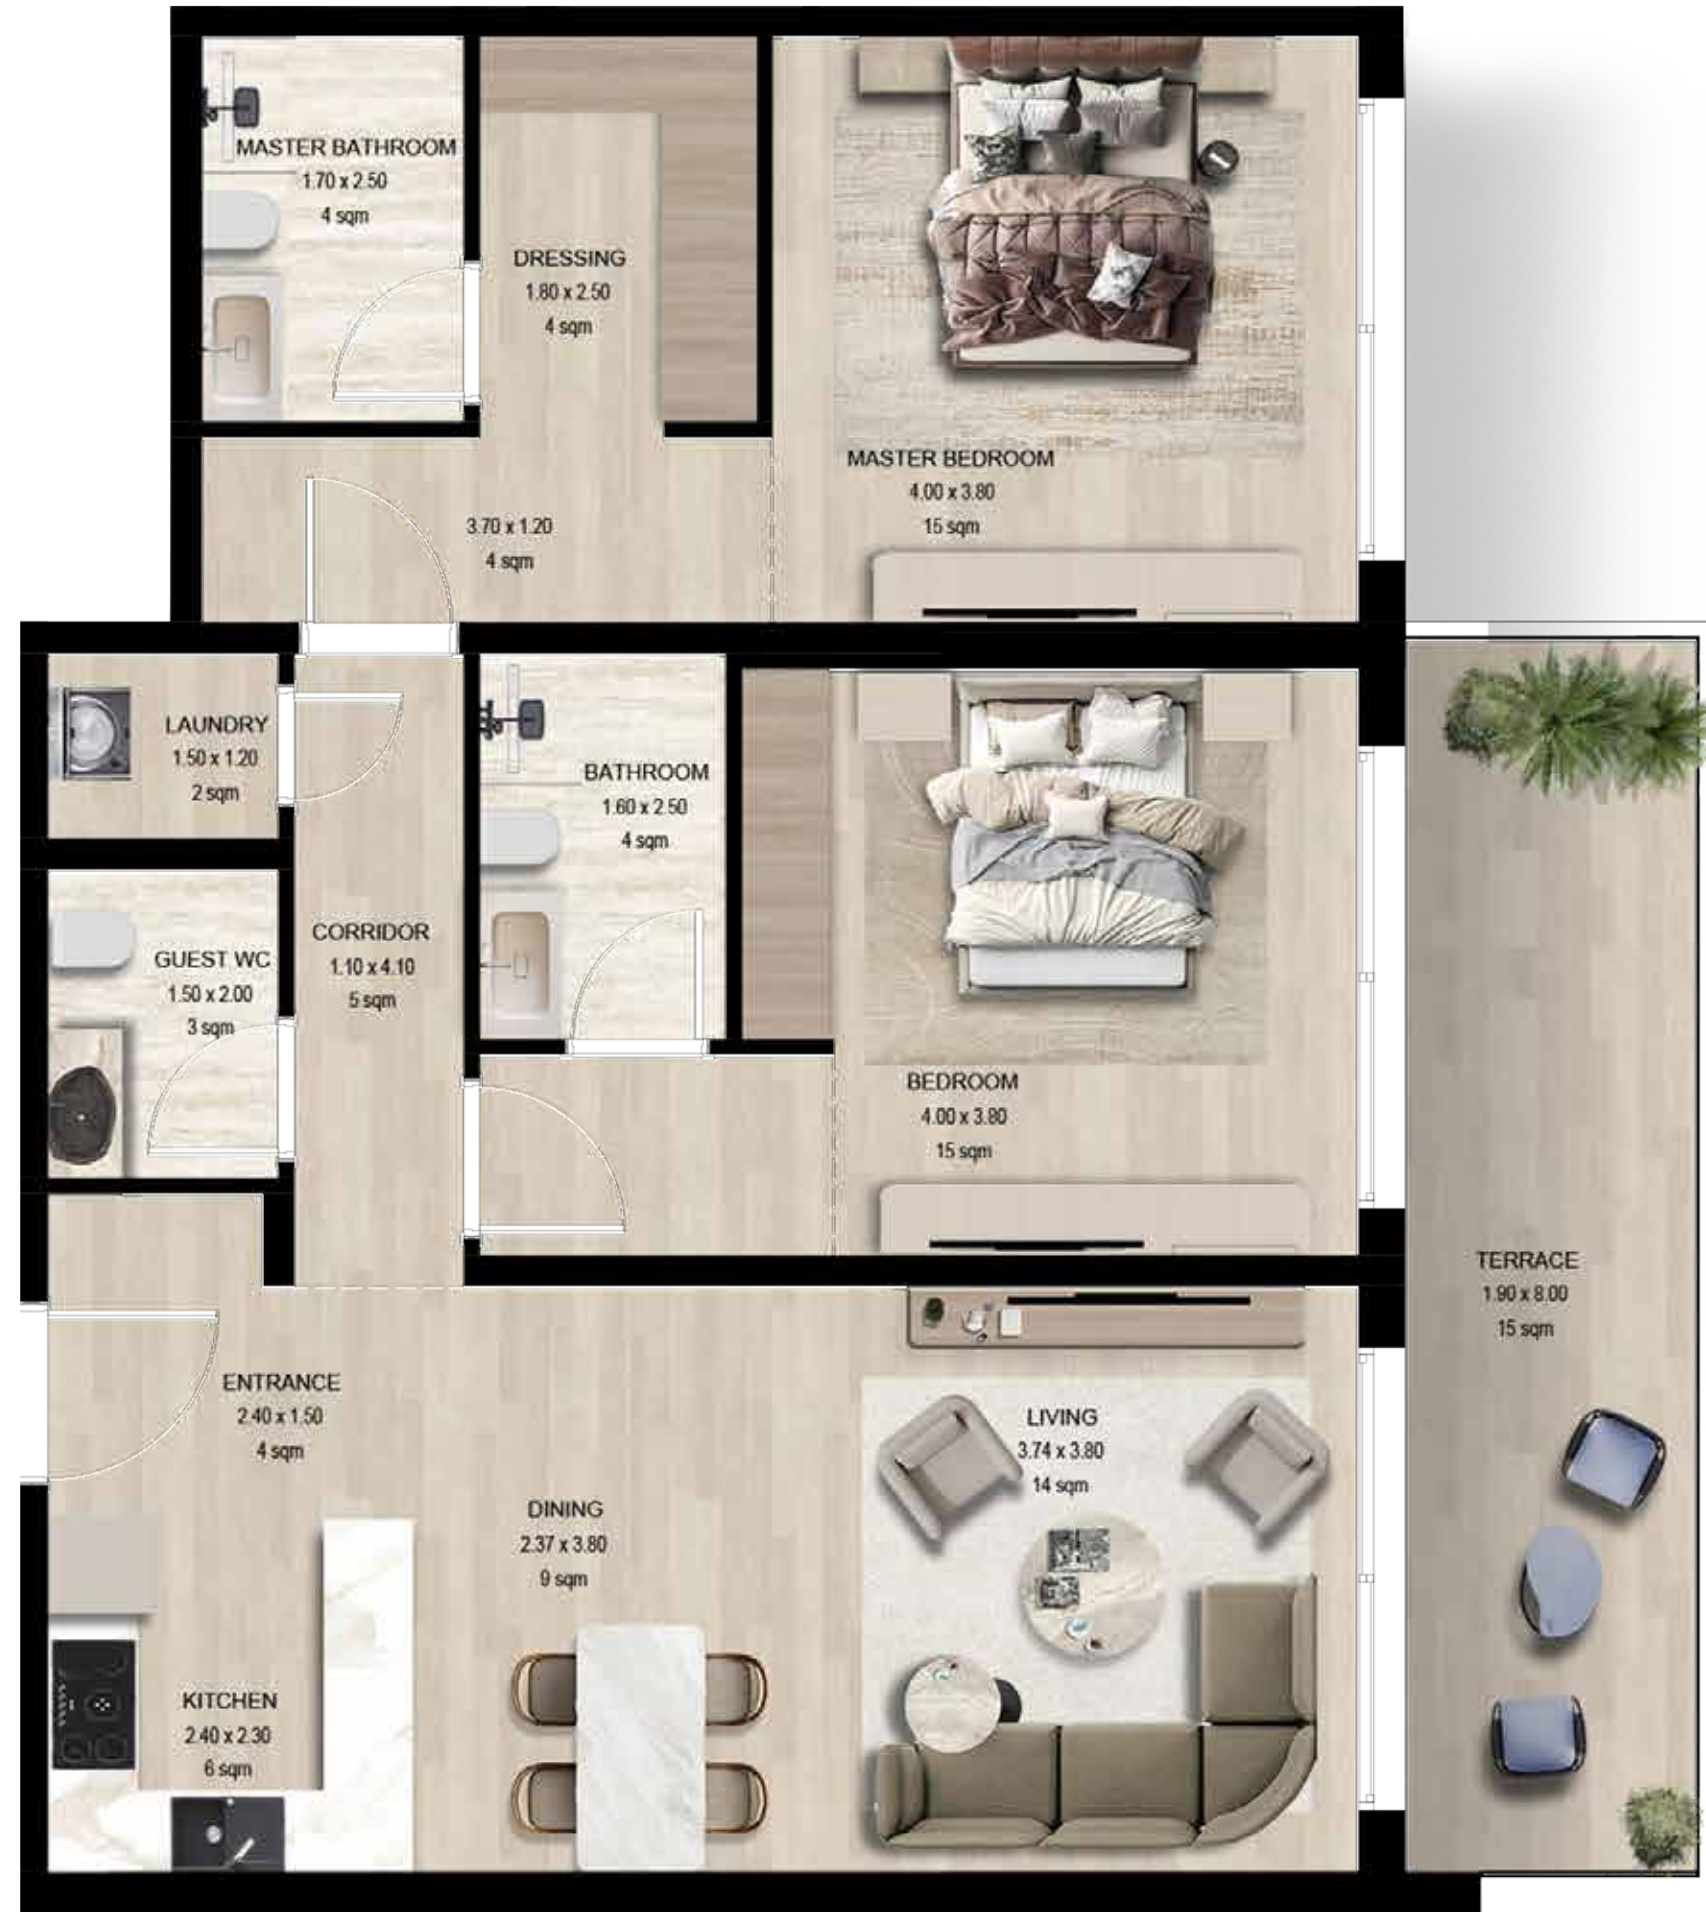 MASTER BATHROOM
1.70 x 2.50
4 sqm
DRESSING
1.80 x 2.50
4 sqm
MASTER BEDROOM
4.00 x 3.80
15 sqm
3.70 x 1.20
4 sqm
LAUNDRY
1.50 x 1.20
2 sqm
BATHROOM
1.60 x 2.50
4 sqm
GUEST WC
1.50 x 2.00
3 sqm
CORRIDOR
1.10 x 4.10
5 sqm
BEDROOM
4.00 x 3.80
15 sqm
TERRACE
1.90 x 8.00
15 sqm
ENTRANCE
2.40 x 1.50
4 sqm
LIVING
3.74 x 3.80
14 sqm
DINING
2.37 x 3.80
9 sqm
KITCHEN
2.40 x 2.30
6 sqm